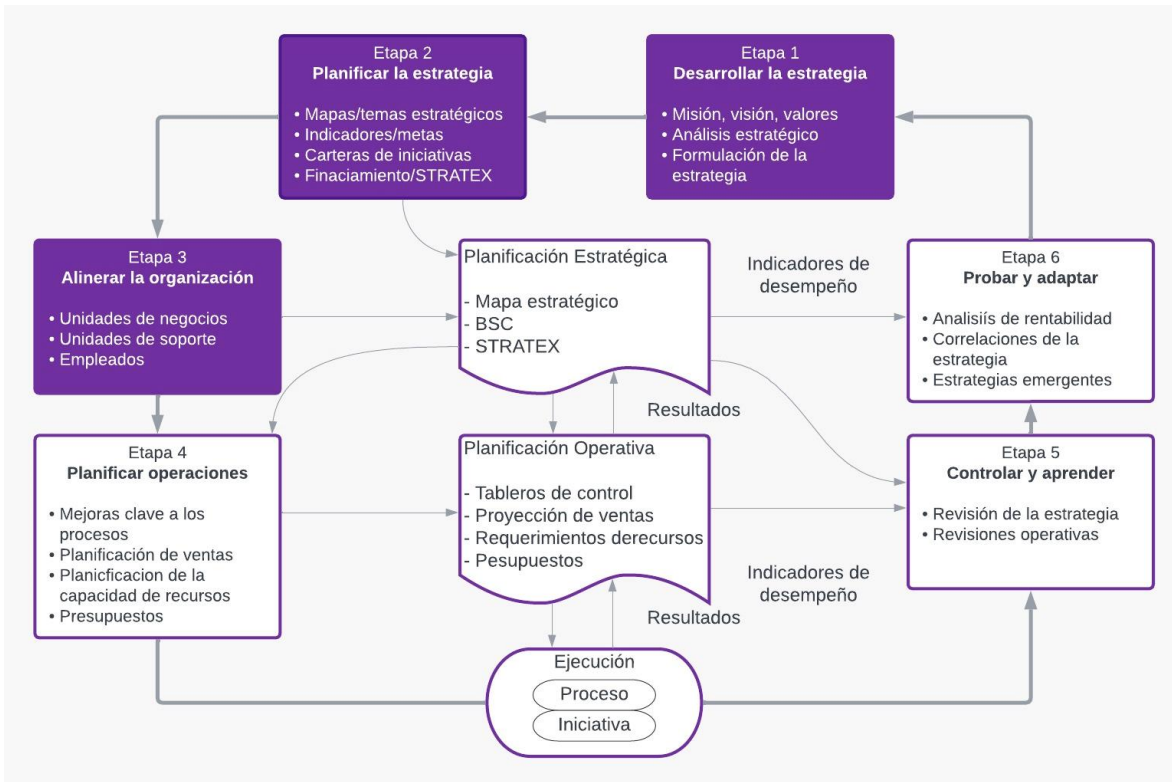 Etapa 2
Planificar la estrategia
• Mapas/temas estratégicos
• Indicadores/metas
• Carteras de iniciativas
• Finaciamiento/STRATEX
Etapa 1
Desarrollar la estrategia
• Misión, visión, valores
• Análisis estratégico
• Formulación de la
estrategia
Etapa 3
Alinerar la organización
• Unidades de negocios
• Unidades de soporte
• Empleados
Planificación Estratégica
- Mapa estratégico
- BSC
- STRATEX
Indicadores de
desempeño
Etapa 6
Probar y adaptar
• Analisiís de rentabilidad
• Correlaciones de la
estrategia
• Estrategias emergentes
Resultados
Etapa 4
Planificar operaciones
• Mejoras clave a los
procesos
• Planificación de ventas
• Planicficacion de la
capacidad de recursos
• Presupuestos
Planificación Operativa
- Tableros de control
- Proyección de ventas
- Requerimientos derecursos
- Pesupuestos
Etapa 5
Controlar y aprender
• Revisión de la estrategia
• Revisiones operativas
Indicadores de
desempeño
Resultados
Ejecución
Proceso
Iniciativa